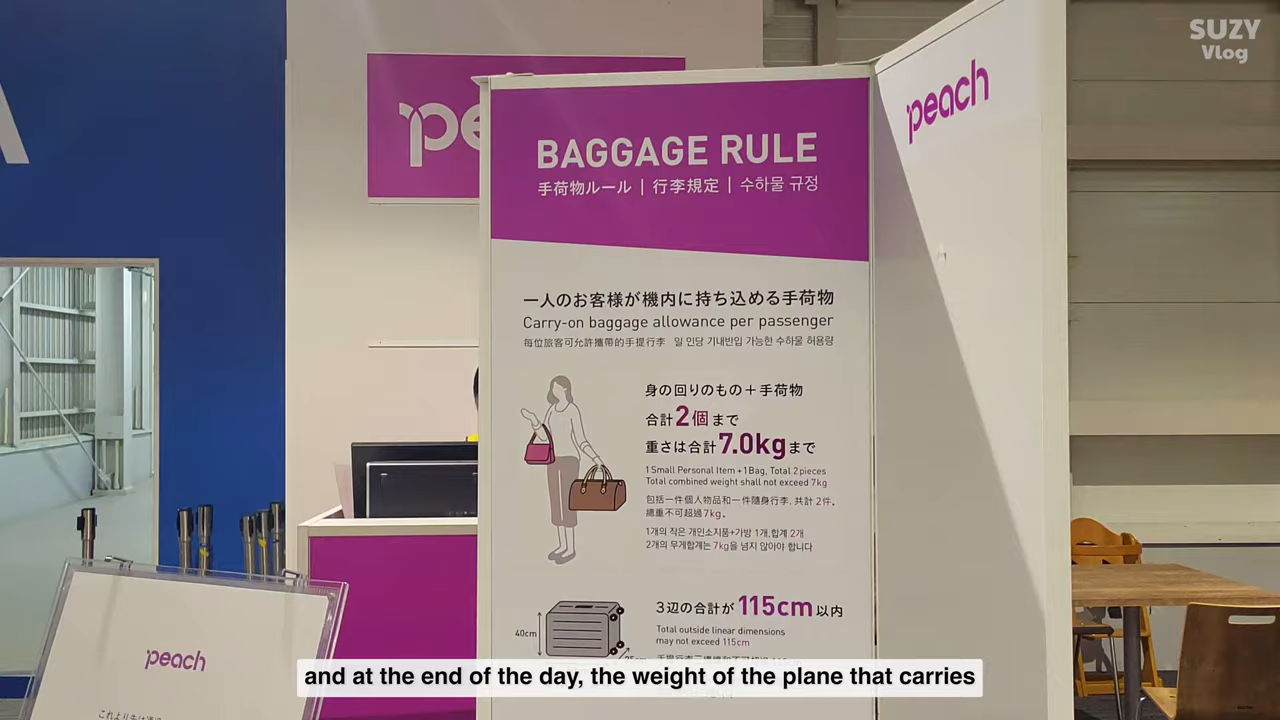 SUZY
Vlog
pe
peach
BAGGAGE RULE
手荷物ルール | 行李規定 | 수하물 규정
一人のお客様が機内に持ち込める手荷物
Carry-on baggage allowance per passenger
每位旅客可允許攜帶的手提行李 일 인당 기내반입 가능한 수하물 허용량
身の回りのもの＋手荷物
合計2個まで
重さは合計7.0kgまで
1 Small Personal Item + 1 Bag, Total 2 pieces
Total combined weight shall not exceed 7kg
包括一件個人物品和一件隨身行李, 共計 2件。
總重不可超過7kg。
1개의 작은 개인소지품+가방 1개,합계 2개
2개의 무게합계는 7kg을 넘지 않아야 합니다
3辺の合計が115cm以内
40cm
Total outside linear dimensions
may not exceed 115cm
peach
and at the end of the day, the weight of the plane that carries